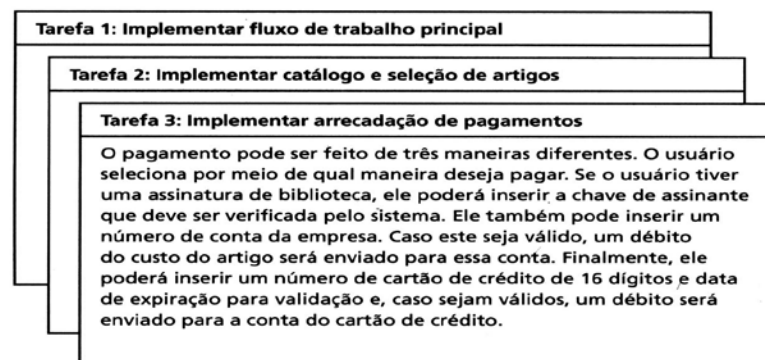 Tarefa 1: Implementar fluxo de trabalho principal
Tarefa 2: Implementar catálogo e seleção de artigos
Tarefa 3: Implementar arrecadação de pagamentos
O pagamento pode ser feito de três maneiras diferentes. O usuário
seleciona por meio de qual maneira deseja pagar. Se o usuário tiver
uma assinatura de biblioteca, ele poderá inserir a chave de assinante
que deve ser verificada pelo sistema. Ele também pode inserir um
número de conta da empresa. Caso este seja válido, um débito
do custo do artigo será enviado para essa conta. Finalmente, ele
poderá inserir um número de cartão de crédito de 16 dígitos e data
de expiração para validação e, caso sejam válidos, um débito será
enviado para a conta do cartão de crédito.